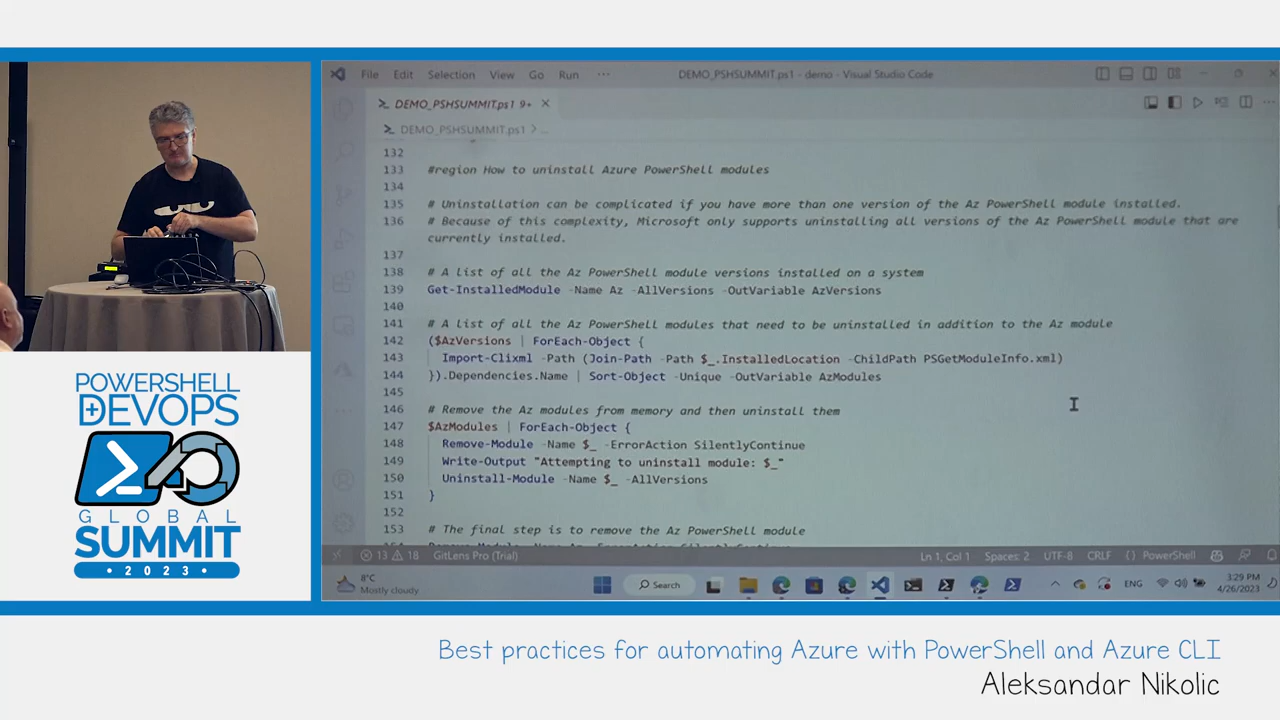 File Edit Selection View Go Run ··· DEMO_PSHSUMMIT.ps1 - demo - Visual Studio Code
DEMO_PSHSUMMIT.ps1 9+
DEMO_PSHSUMMIT.ps1 > ...
132
133 #region How to uninstall Azure PowerShell modules
134
135 # Uninstallation can be complicated if you have more than one version of the Az PowerShell module installed.
136 # Because of this complexity, Microsoft only supports uninstalling all versions of the Az PowerShell module that are
currently installed.
137
138 # A list of all the Az PowerShell module versions installed on a system
139 Get-InstalledModule -Name Az -AllVersions -OutVariable AzVersions
140
141 # A list of all the Az PowerShell modules that need to be uninstalled in addition to the Az module
142 ($AzVersions | ForEach-Object {
143 Import-Clixml -Path (Join-Path -Path $_.InstalledLocation -ChildPath PSGetModuleInfo.xml)
144 }).Dependencies.Name | Sort-Object -Unique -OutVariable AzModules
145
146 # Remove the Az modules from memory and then uninstall them
147 $AzModules | ForEach-Object {
148 Remove-Module -Name $_ -ErrorAction SilentlyContinue
149 Write-Output "Attempting to uninstall module: $_"
150 Uninstall-Module -Name $_ -AllVersions
151 }
152
153 # The final step is to remove the Az PowerShell module
13 18 GitLens Pro (Trial) Ln 1, Col 1 Spaces: 2 UTF-8 CRLF {} PowerShell
8°C
Mostly cloudy
Search
ENG
3:29 PM
4/26/2023
POWERSHELL
+DEVOPS
GLOBAL
SUMMIT
· 2023 ·
Best practices for automating Azure with PowerShell and Azure CLI
Aleksandar Nikolic